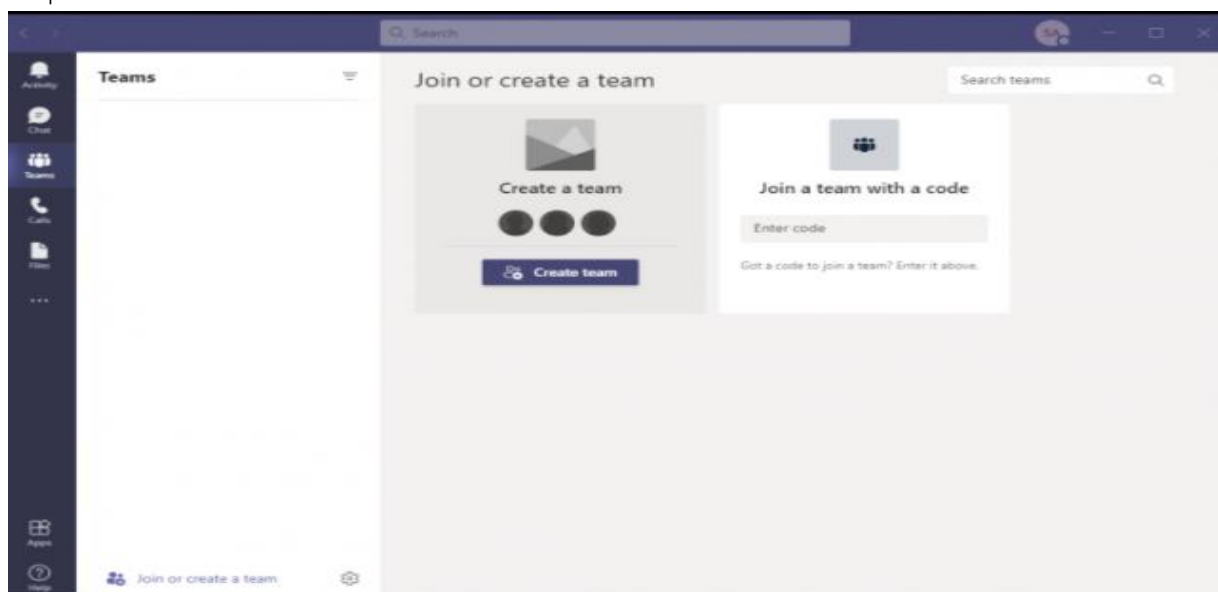 Search
SA
Activity
Chat
Teams
Calls
Files
...
Apps
Help
Teams
Join or create a team
Join or create a team
Search teams
Create a team
Create team
Join a team with a code
Enter code
Got a code to join a team? Enter it above.